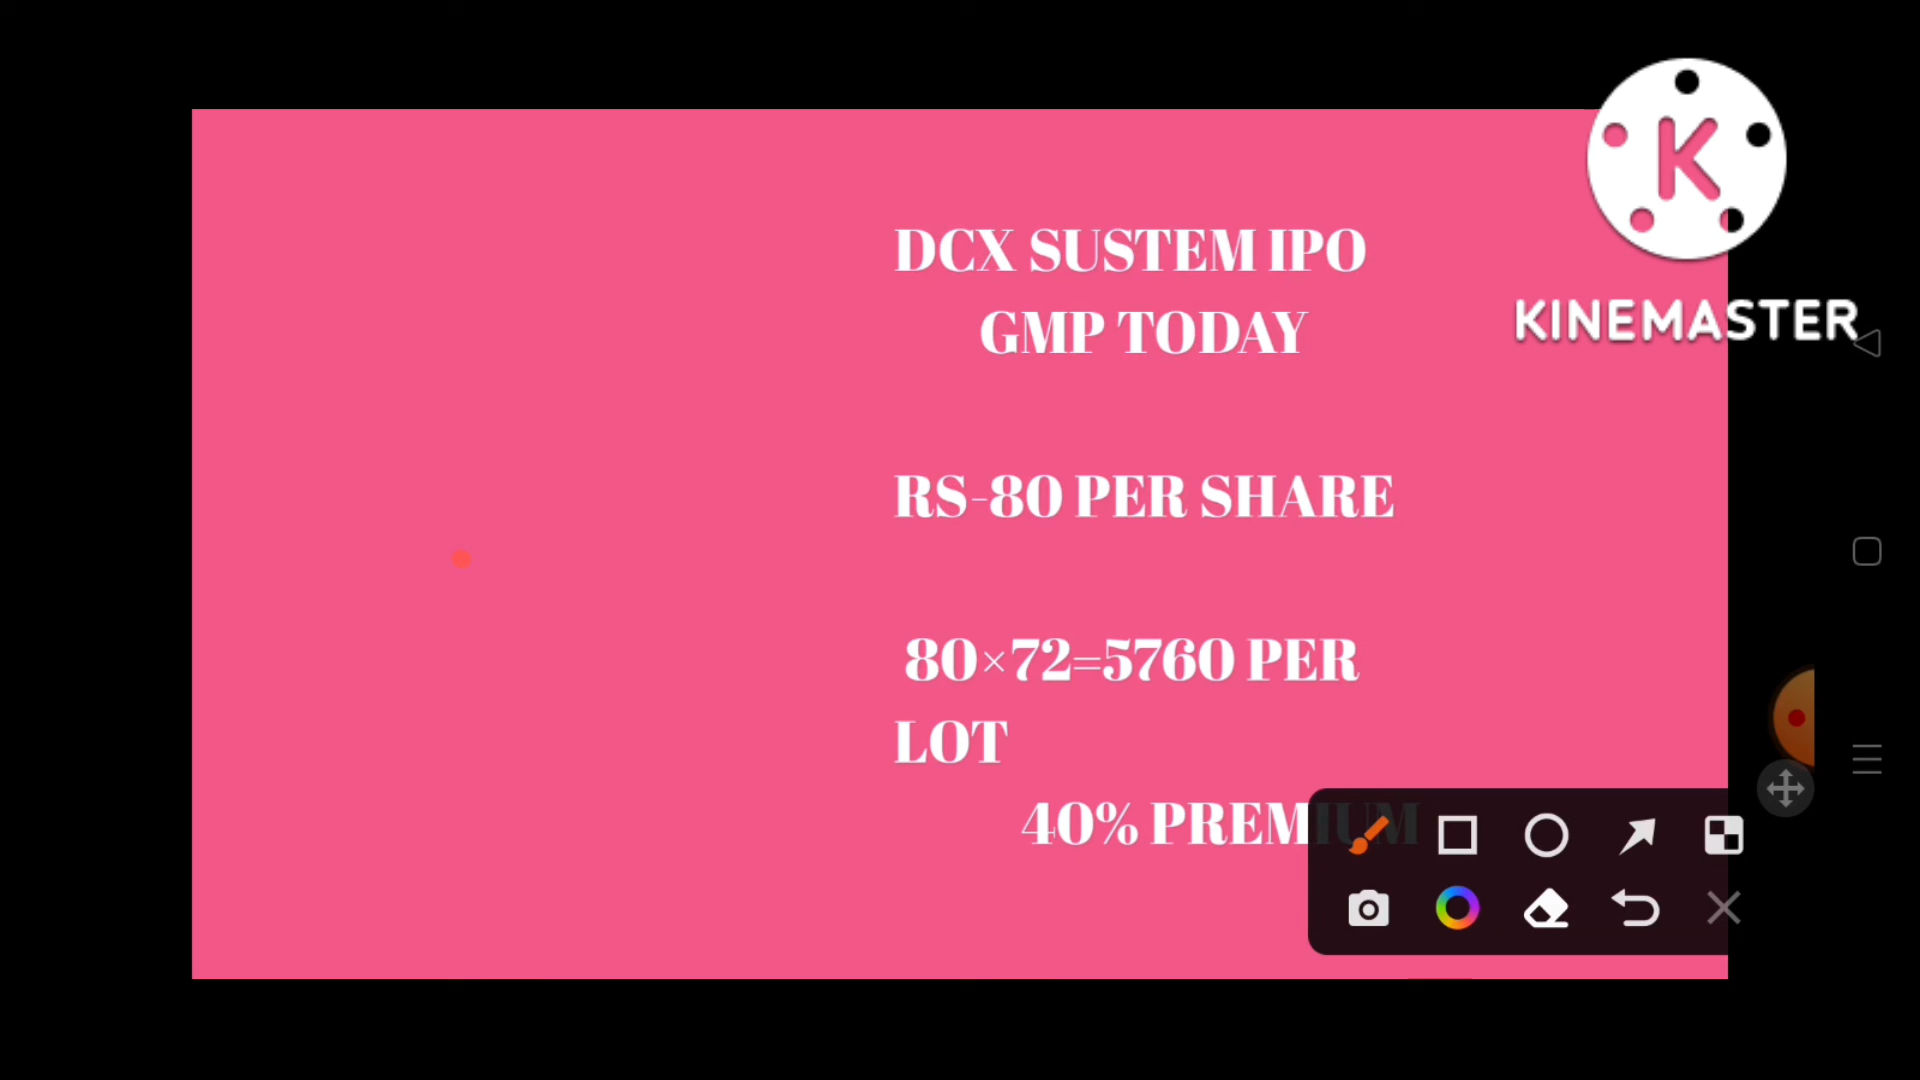 DCX SUSTEM IPO
GMP TODAY
RS-80 PER SHARE
80×72=5760 PER
LOT
40% PREMIUM
K
KINEMASTER